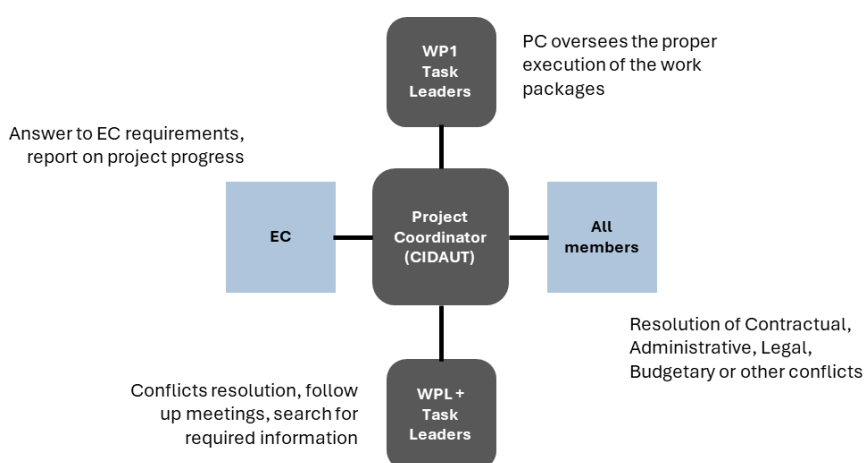 WP1
Task
Leaders
PC oversees the proper
execution of the work
packages
Answer to EC requirements,
report on project progress
EC
Project
Coordinator
(CIDAUT)
All
members
Resolution of Contractual,
Administrative, Legal,
Budgetary or other conflicts
Conflicts resolution, follow
up meetings, search for
required information
WPL +
Task
Leaders